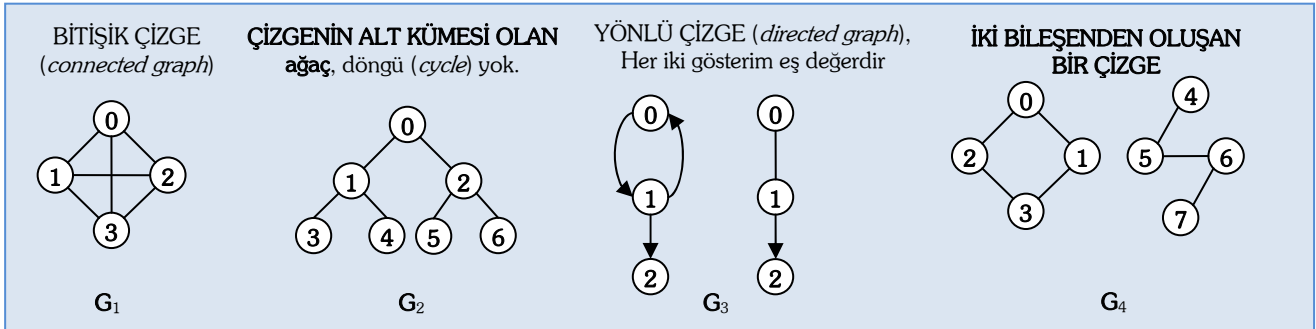 BİTİŞİK ÇİZGE
(connected graph)
0
1
2
3
G1
ÇİZGENİN ALT KÜMESİ OLAN
ağaç, döngü (cycle) yok.
0
1
2
3
4
5
6
G2
YÖNLÜ ÇİZGE (directed graph),
Her iki gösterim eş değerdir
0
1
2
0
1
2
G3
İKİ BİLEŞENDEN OLUŞAN
BİR ÇİZGE
0
2
1
3
4
5
6
7
G4